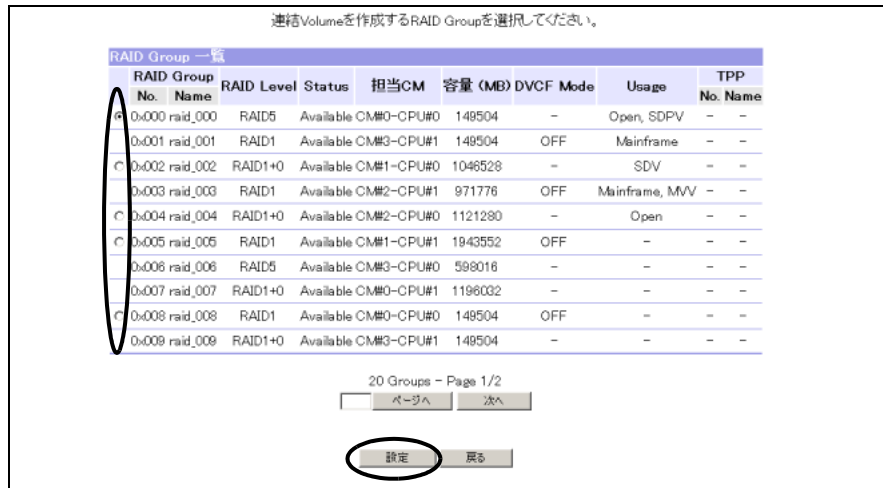 連結Volumeを作成するRAID Groupを選択してください。
RAID Group 一覧
RAID Group RAID Level Status 担当CM 容量 (MB) DVCF Mode Usage TPP
No. Name No. Name
0x000 raid_000 RAID5 Available CM#0-CPU#0 149504 - Open, SDPV - -
0x001 raid_001 RAID1 Available CM#3-CPU#1 149504 OFF Mainframe - -
0x002 raid_002 RAID1+0 Available CM#1-CPU#0 1046528 - SDV - -
0x003 raid_003 RAID1 Available CM#2-CPU#1 971776 OFF Mainframe, MVV - -
0x004 raid_004 RAID1+0 Available CM#2-CPU#0 1121280 - Open - -
0x005 raid_005 RAID1 Available CM#1-CPU#1 1943552 OFF - - -
0x006 raid_006 RAID5 Available CM#3-CPU#0 598016 - - - -
0x007 raid_007 RAID1+0 Available CM#0-CPU#1 1196032 - - - -
0x008 raid_008 RAID1 Available CM#0-CPU#0 149504 OFF - - -
0x009 raid_009 RAID1+0 Available CM#3-CPU#1 149504 - - - -
20 Groups - Page 1/2
ページへ 次へ
設定 戻る